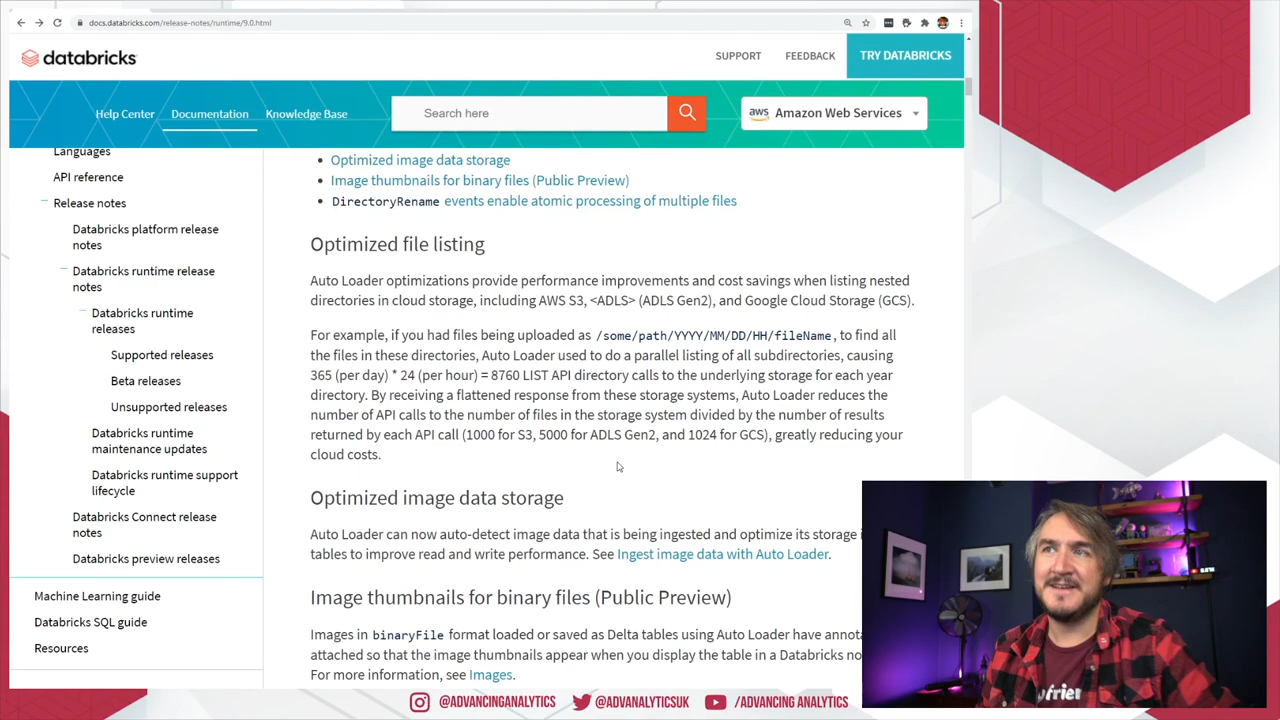 docs.databricks.com/release-notes/runtime/9.0.html
databricks
SUPPORT
FEEDBACK
TRY DATABRICKS
Help Center
Documentation
Knowledge Base
Search here
aws
Amazon Web Services
Languages
API reference
Release notes
Databricks platform release
notes
Databricks runtime release
notes
Databricks runtime
releases
Supported releases
Beta releases
Unsupported releases
Databricks runtime
maintenance updates
Databricks runtime support
lifecycle
Databricks Connect release
notes
Databricks preview releases
Machine Learning guide
Databricks SQL guide
Resources
Optimized image data storage
Image thumbnails for binary files (Public Preview)
DirectoryRename events enable atomic processing of multiple files
Optimized file listing
Auto Loader optimizations provide performance improvements and cost savings when listing nested
directories in cloud storage, including AWS S3, <ADLS> (ADLS Gen2), and Google Cloud Storage (GCS).
For example, if you had files being uploaded as /some/path/YYYY/MM/DD/HH/fileName, to find all
the files in these directories, Auto Loader used to do a parallel listing of all subdirectories, causing
365 (per day) * 24 (per hour) = 8760 LIST API directory calls to the underlying storage for each year
directory. By receiving a flattened response from these storage systems, Auto Loader reduces the
number of API calls to the number of files in the storage system divided by the number of results
returned by each API call (1000 for S3, 5000 for ADLS Gen2, and 1024 for GCS), greatly reducing your
cloud costs.
Optimized image data storage
Auto Loader can now auto-detect image data that is being ingested and optimize its storage i
tables to improve read and write performance. See Ingest image data with Auto Loader.
Image thumbnails for binary files (Public Preview)
Images in binaryFile format loaded or saved as Delta tables using Auto Loader have annota
attached so that the image thumbnails appear when you display the table in a Databricks no
For more information, see Images.
@ADVANCINGANALYTICS
@ADVANALYTICSUK
/ADVANCING ANALYTICS